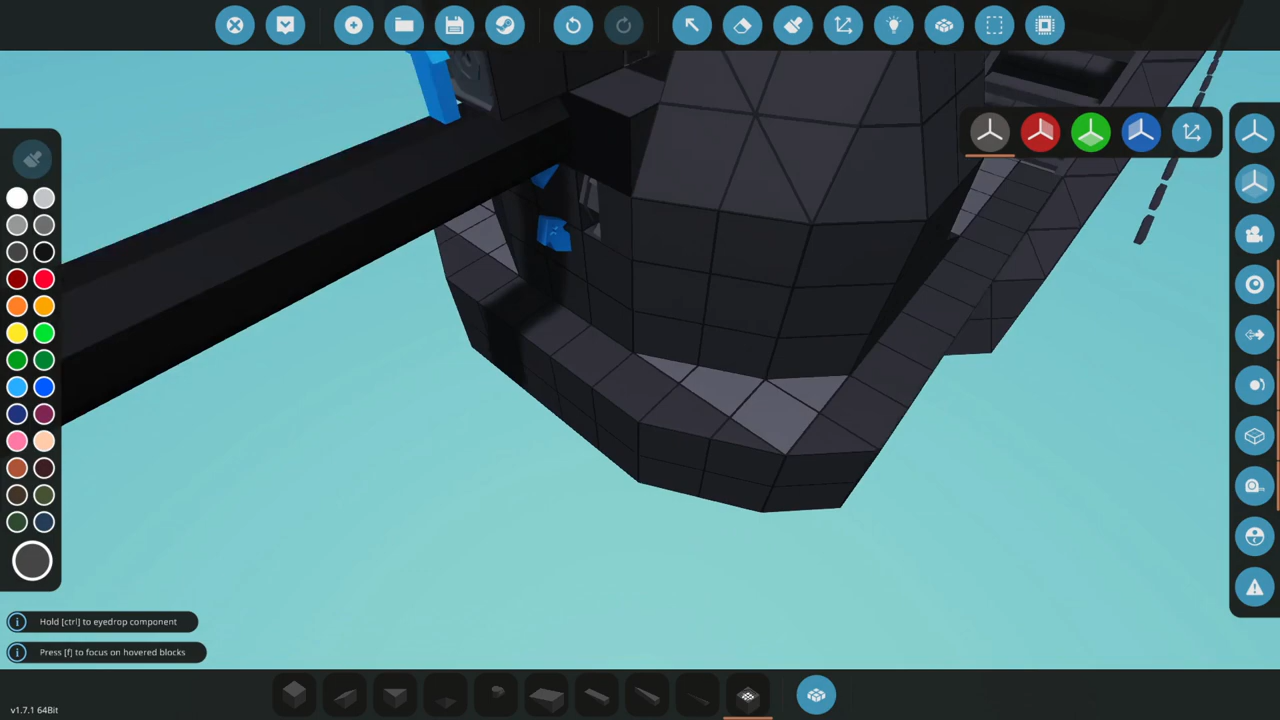 Hold [ctrl] to eyedrop component
Press [f] to focus on hovered blocks
v1.7.1 64Bit